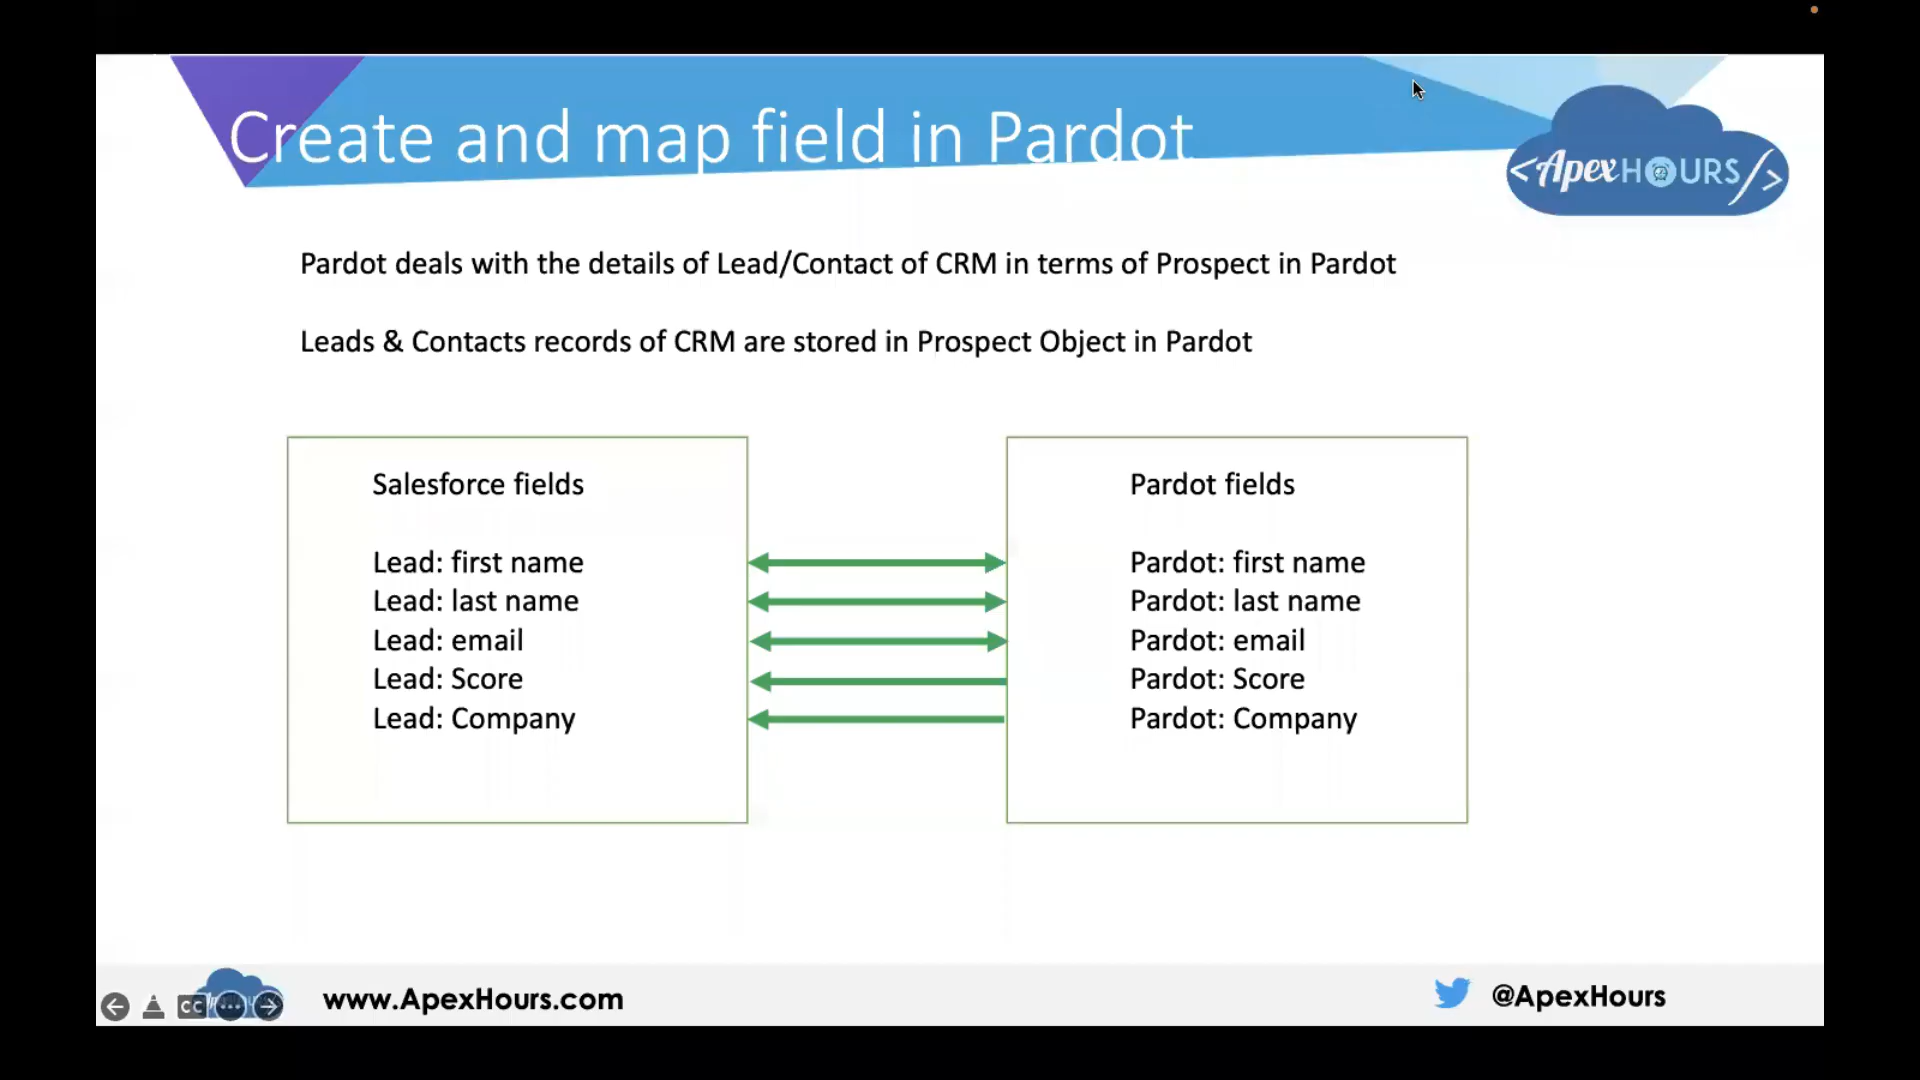 Create and map field in Pardot
<ApexHOURS/>
Pardot deals with the details of Lead/Contact of CRM in terms of Prospect in Pardot
Leads & Contacts records of CRM are stored in Prospect Object in Pardot
Salesforce fields
Lead: first name
Lead: last name
Lead: email
Lead: Score
Lead: Company
Pardot fields
Pardot: first name
Pardot: last name
Pardot: email
Pardot: Score
Pardot: Company
CC
www.ApexHours.com
@ApexHours